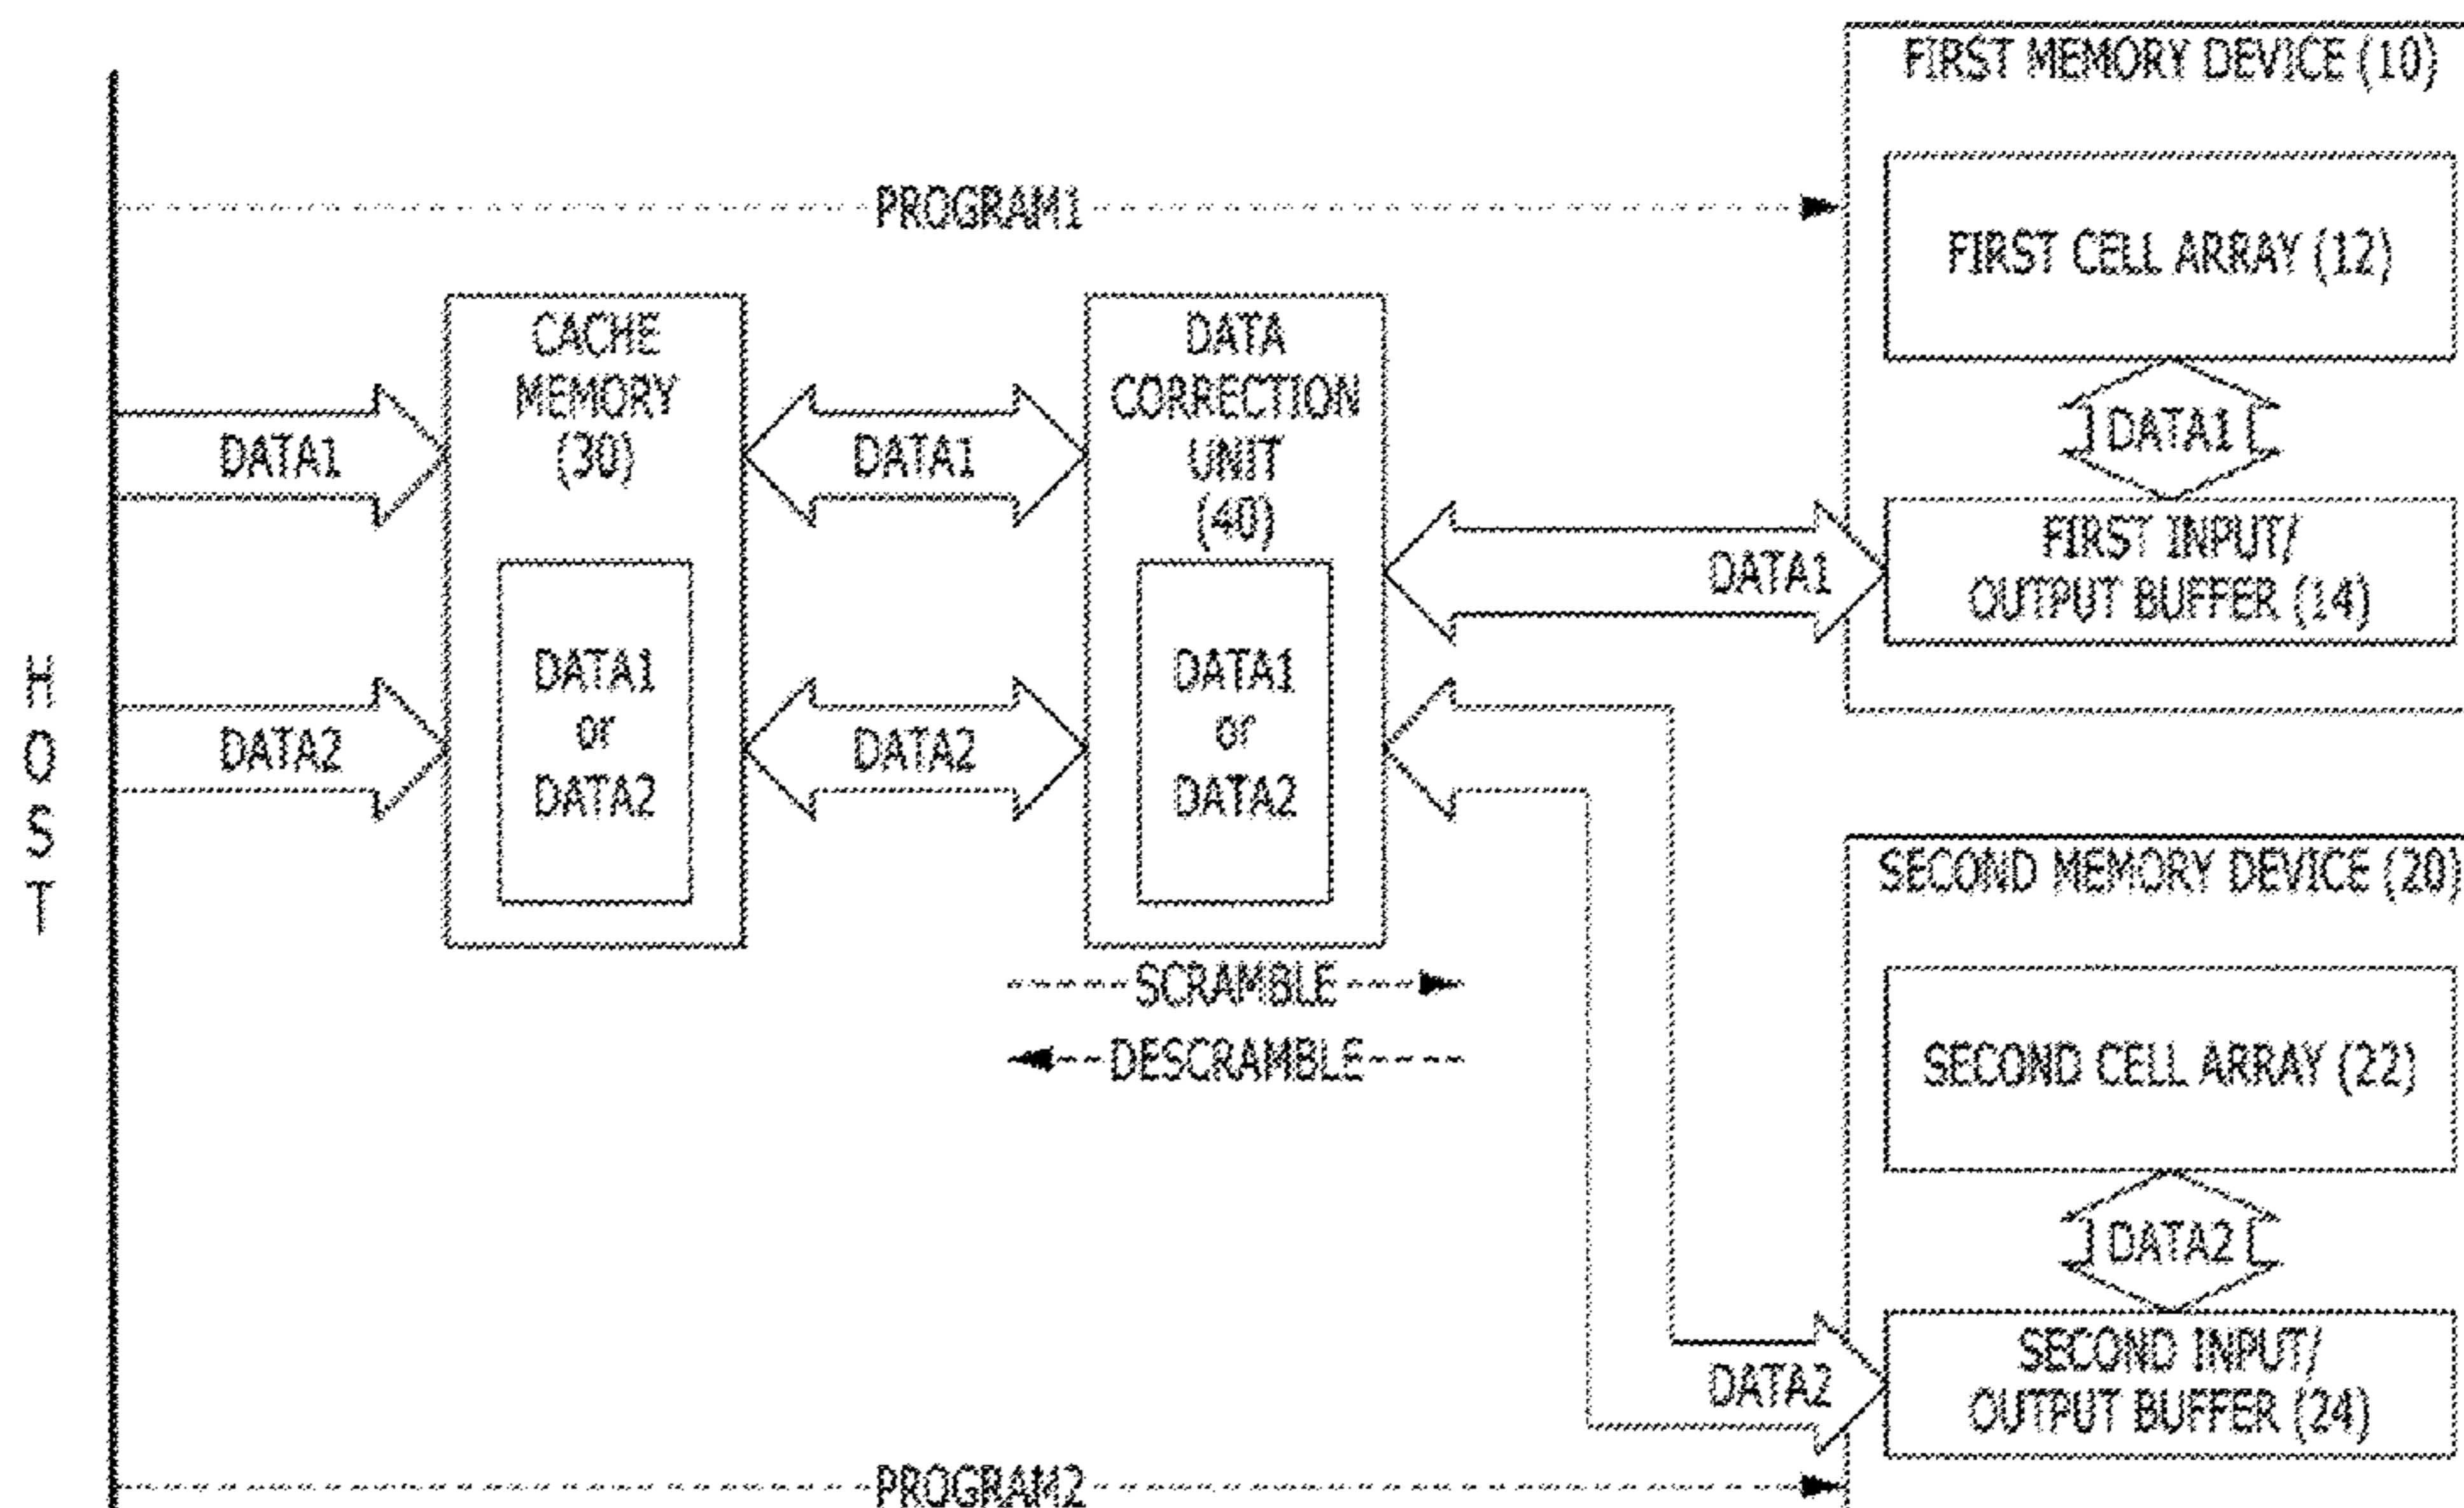 FIRST MEMORY DEVICE (10)
PROGRAM1
FIRST CELL ARRAY (12)
CACHE
MEMORY
(30)
DATA
CORRECTION
UNIT
(40)
DATA1
DATA1
DATA1
DATA1
FIRST INPUT/
OUTPUT BUFFER (14)
HOST
DATA2
DATA1
or
DATA2
DATA2
DATA1
or
DATA2
SECOND MEMORY DEVICE (20)
SCRAMBLE
DESCRAMBLE
SECOND CELL ARRAY (22)
DATA2
DATA2
SECOND INPUT/
OUTPUT BUFFER (24)
PROGRAM2